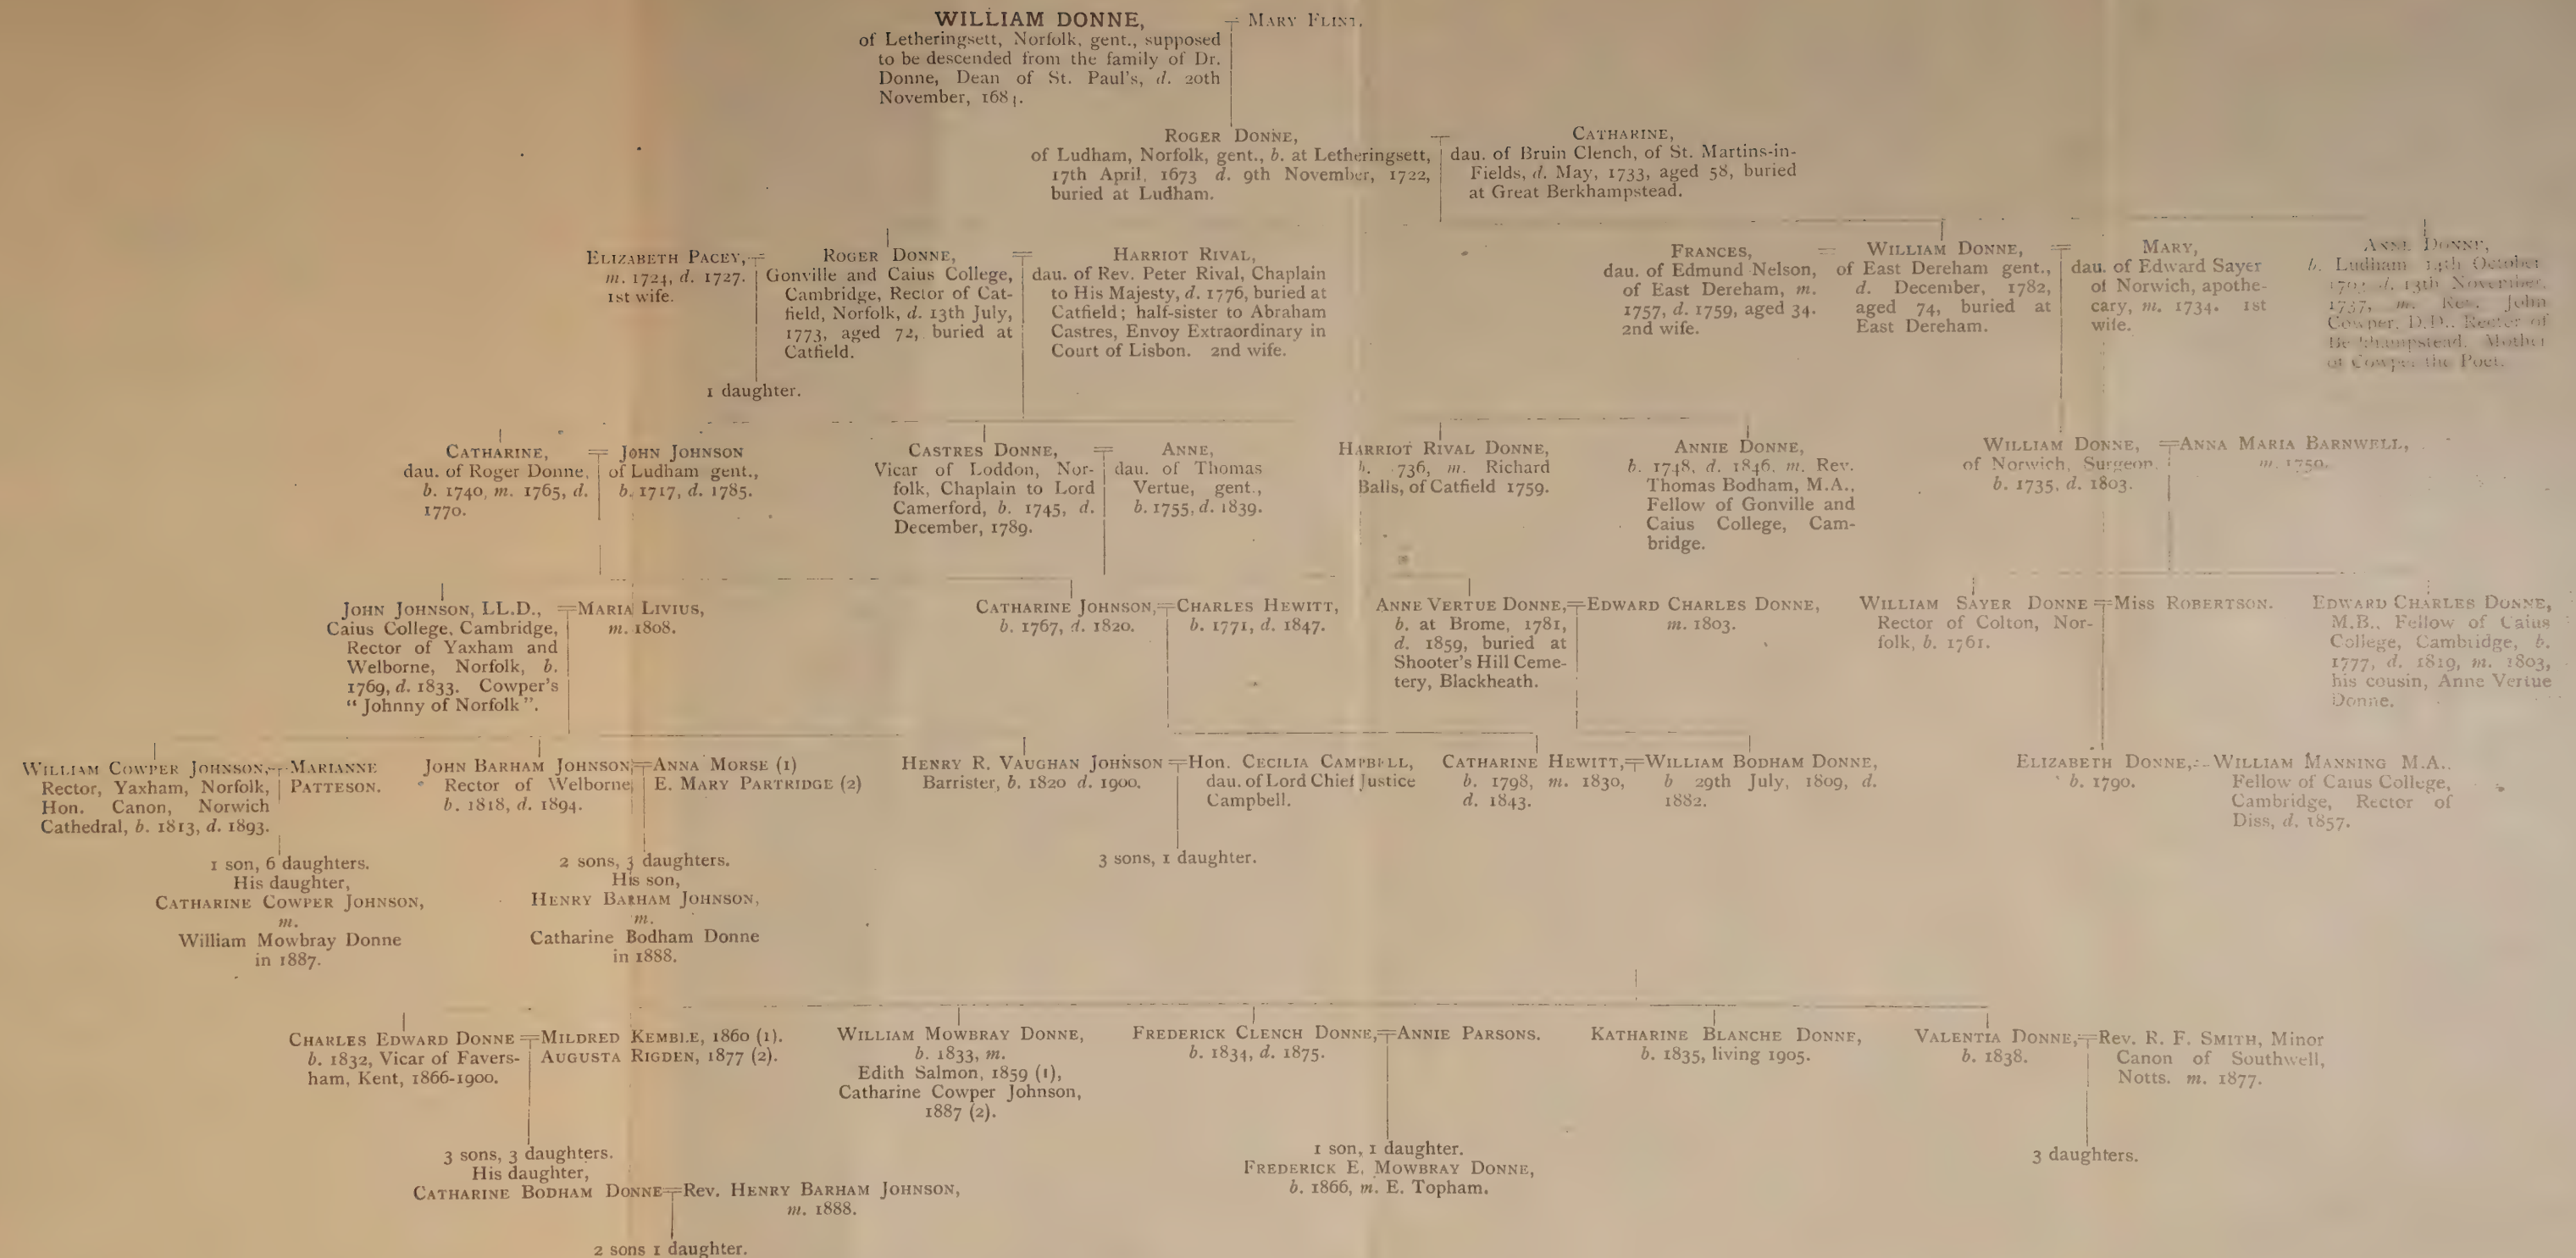 WILLIAM DONNE,
of Letheringsett, Norfolk, gent., supposed
to be descended from the family of Dr.
Donne, Dean of St. Paul's, d. 20th
November,
MARY FLINT.
ROGER DONNE,
of Ludham, Norfolk, gent., b. at Letheringsett,
17th April, 1673 d. 9th November, 1722,
buried at Ludham.
CATHARINE,
dau. of Bruin Clench, of St. Martins-in-
Fields, d. May, 1733, aged 58, buried
at Great Berkhampstead.
ELIZABETH PACEY,
m. 1724, d. 1727.
1st wife.
1 daughter.
ROGER DONNE,
Gonville and Caius College,
Cambridge, Rector of Cat-
field, Norfolk, d. 13th July,
1773, aged 72, buried at
Catfield.
HARRIOT RIVAL,
dau. of Rev. Peter Rival, Chaplain
to His Majesty, d. 1776, buried at
Catfield; half-sister to Abraham
Castres, Envoy Extraordinary in
Court of Lisbon. 2nd wife.
FRANCES,
dau. of Edmund Nelson,
of East Dereham, m.
1757, d. 1759, aged 34.
2nd wife.
WILLIAM DONNE,
of East Dereham gent.,
d. December, 1782,
aged 74, buried at
East Dereham.
MARY,
dau. of Edward Sayer
of Norwich, apothe-
cary, m. 1734. 1st
wife.
ANNE DONNE,
b. Ludham 14th October
d. 13th November,
1737, m. Rev. John
Cowper, D.D., Rector of
Berkhampstead. Mother
of Cowper the Poet.
CATHARINE,
dau. of Roger Donne,
b. 1740, m. 1765, d.
1770.
JOHN JOHNSON
of Ludham gent.,
b. 1717, d. 1785.
CASTRES DONNE,
Vicar of Loddon, Nor-
folk, Chaplain to Lord
Camerford, b. 1745, d.
December, 1789.
ANNE,
dau. of Thomas
Vertue, gent.,
b. 1755, d. 1839.
HARRIOT RIVAL DONNE,
b. 736, m. Richard
Balls, of Catfield 1759.
ANNIE DONNE,
b. 1748, d. 1846, m. Rev.
Thomas Bodham, M.A.,
Fellow of Gonville and
Caius College, Cam-
bridge.
WILLIAM DONNE,
of Norwich, Surgeon,
b. 1735, d. 1803.
ANNA MARIA BARNWELL,
m. 1750.
JOHN JOHNSON, LL.D.,
Caius College, Cambridge,
Rector of Yaxham and
Welborne, Norfolk, b.
1769, d. 1833. Cowper's
"Johnny of Norfolk".
MARIA LIVIUS,
m. 1808.
CATHARINE JOHNSON,
b. 1767, d. 1820.
CHARLES HEWITT,
b. 1771, d. 1847.
ANNE VERTUE DONNE,
b. at Brome, 1781,
d. 1859, buried at
Shooter's Hill Ceme-
tery, Blackheath.
EDWARD CHARLES DONNE,
m. 1803.
WILLIAM SAYER DONNE
Rector of Colton, Nor-
folk, b. 1761.
MISS ROBERTSON.
EDWARD CHARLES DONNE,
M.B., Fellow of Caius
College, Cambridge, b.
1777, d. 1819, m. 1803,
his cousin, Anne Vertue
Donne.
WILLIAM COWPER JOHNSON,
Rector, Yaxham, Norfolk,
Hon. Canon, Norwich
Cathedral, b. 1813, d. 1893.
MARIANNE
PATTESON.
1 son, 6 daughters.
His daughter,
CATHARINE COWPER JOHNSON,
m.
William Mowbray Donne
in 1887.
JOHN BARHAM JOHNSON,
Rector of Welborne
b. 1818, d. 1894.
ANNA MORSE (1)
E. MARY PARTRIDGE (2)
2 sons, 3 daughters.
His son,
HENRY BARHAM JOHNSON,
m.
Catharine Bodham Donne
in 1888.
HENRY R. VAUGHAN JOHNSON
Barrister, b. 1820 d. 1900.
HON. CECILIA CAMPBELL,
dau. of Lord Chief Justice
Campbell.
3 sons, 1 daughter.
CATHARINE HEWITT,
b. 1798, m. 1830,
d. 1843.
WILLIAM BODHAM DONNE,
b 29th July, 1809, d.
1882.
ELIZABETH DONNE,
b. 1790.
WILLIAM MANNING M.A.,
Fellow of Caius College,
Cambridge, Rector of
Diss, d. 1857.
CHARLES EDWARD DONNE
b. 1832, Vicar of Favers-
ham, Kent, 1866-1900.
MILDRED KEMBLE, 1860 (1).
AUGUSTA RIGDEN, 1877 (2).
3 sons, 3 daughters.
His daughter,
CATHARINE BODHAM DONNE
Rev. HENRY BARHAM JOHNSON,
m. 1888.
2 sons 1 daughter.
WILLIAM MOWBRAY DONNE,
b. 1833, m.
Edith Salmon, 1859 (1),
Catharine Cowper Johnson,
1887 (2).
FREDERICK CLENCH DONNE,
b. 1834, d. 1875.
ANNIE PARSONS.
1 son, 1 daughter.
FREDERICK E. MOWBRAY DONNE,
b. 1866, m. E. Topham.
KATHARINE BLANCHE DONNE,
b. 1835, living 1905.
VALENTIA DONNE,
b. 1838.
Rev. R. F. SMITH, Minor
Canon of Southwell,
Notts. m. 1877.
3 daughters.